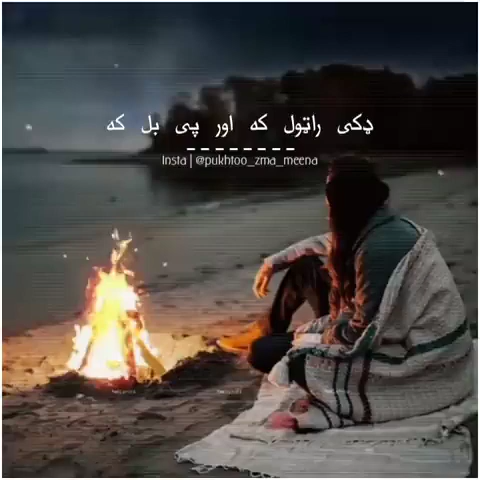 ډکی راټول که اور پی بل که
Insta | @pukhtoo_zma_meena